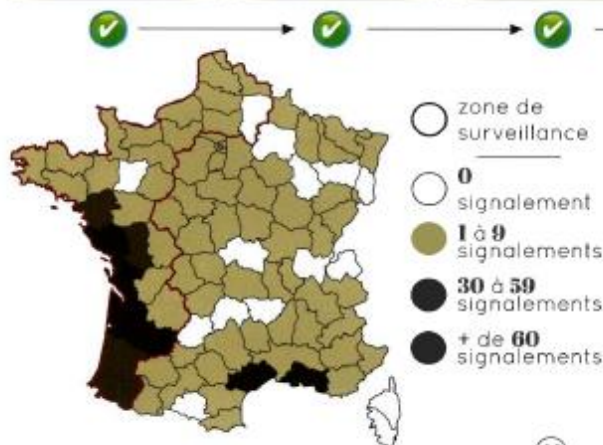 zone de
surveillance
0
signalement
1 à 9
signalements
30 à 59
signalements
+ de 60
signalements